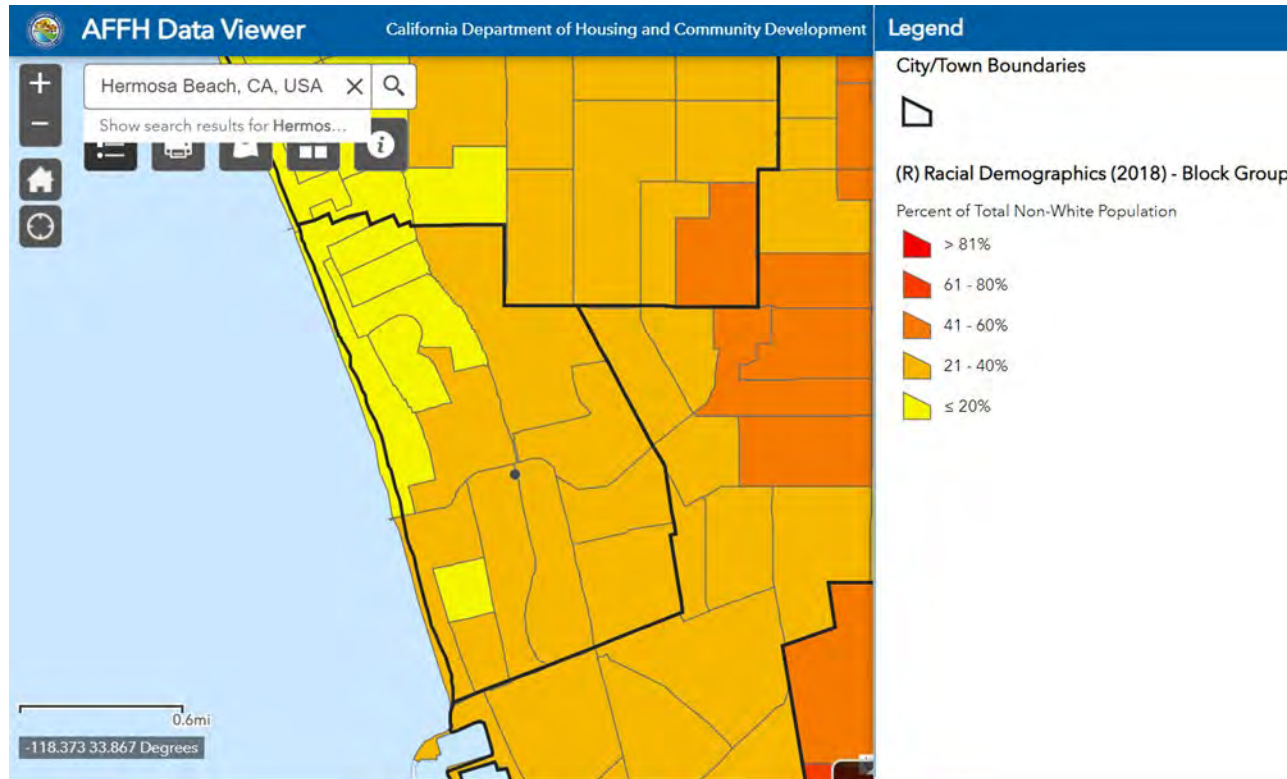 AFFH Data Viewer
California Department of Housing and Community Development
Legend
+
Hermosa Beach, CA, USA
−
Show search results for Hermos...
i
City/Town Boundaries
(R) Racial Demographics (2018) - Block Group
Percent of Total Non-White Population
> 81%
61 - 80%
41 - 60%
21 - 40%
≤ 20%
0.6mi
-118.373 33.867 Degrees